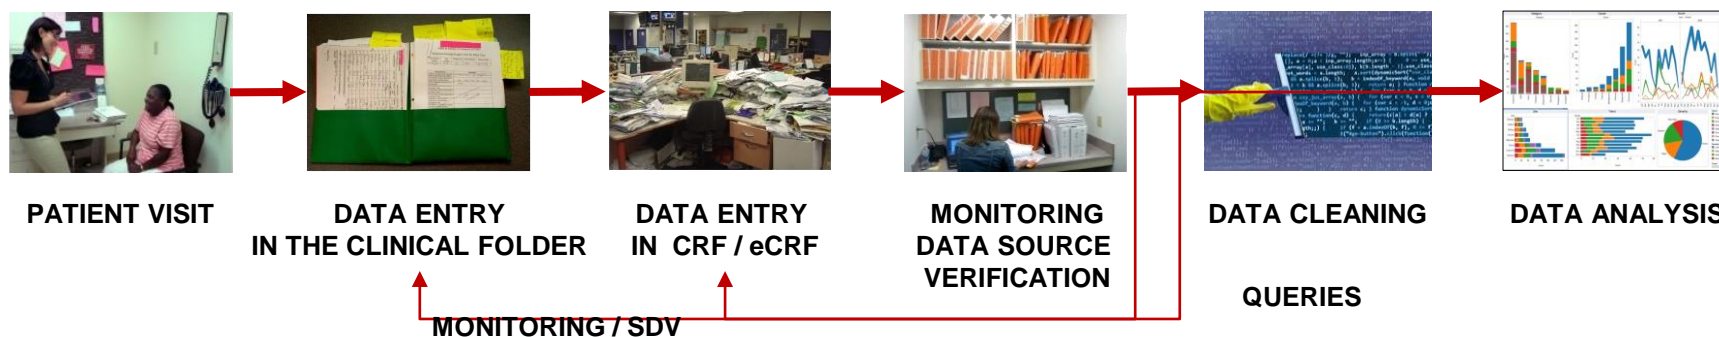 PATIENT VISIT
DATA ENTRY
IN THE CLINICAL FOLDER
DATA ENTRY
IN CRF / eCRF
MONITORING
DATA SOURCE
VERIFICATION
DATA CLEANING
DATA ANALYSIS
QUERIES
MONITORING / SDV